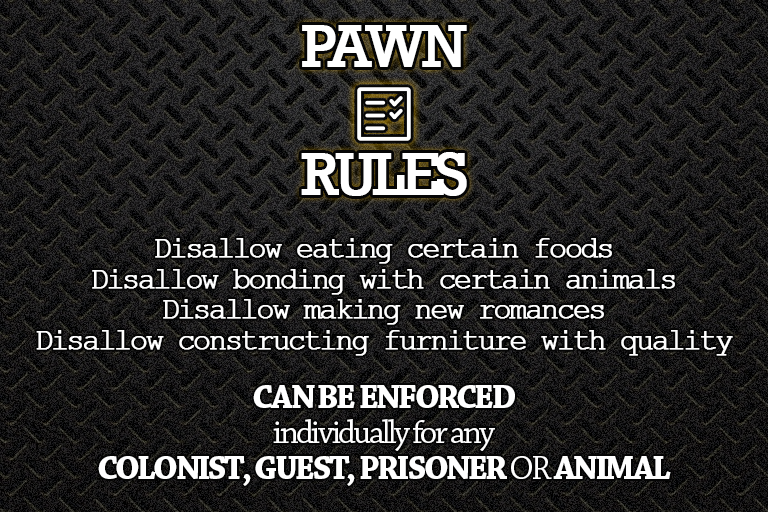 PAWN
RULES
Disallow eating certain foods
Disallow bonding with certain animals
Disallow making new romances
Disallow constructing furniture with quality
CAN BE ENFORCED
individually for any
COLONIST, GUEST, PRISONER OR ANIMAL